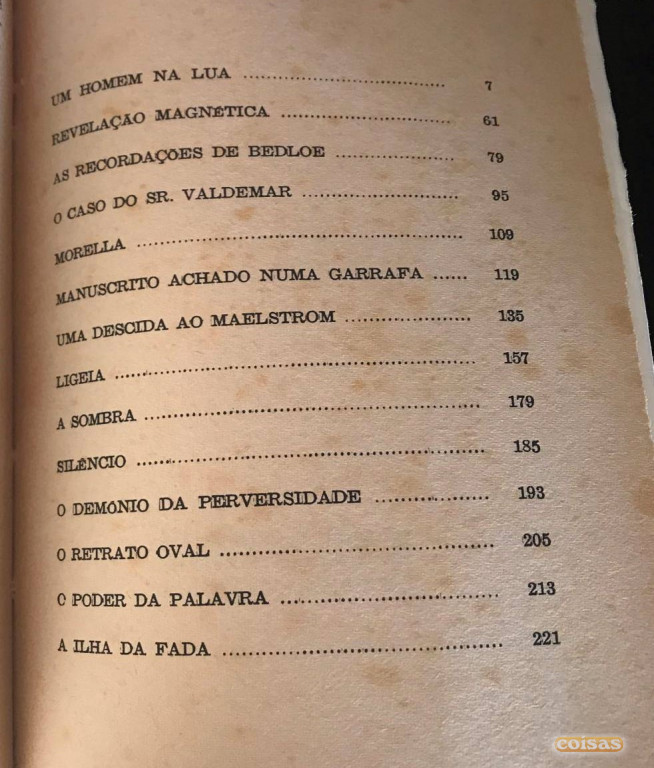 UM HOMEM NA LUA ........................................ 7
REVELAÇÃO MAGNÉTICA ................................ 61
AS RECORDAÇÕES DE BEDLOE ...................... 79
O CASO DO SR. VALDEMAR ............................ 95
MORELLA ........................................................ 109
MANUSCRITO ACHADO NUMA GARRAFA ...... 119
UMA DESCIDA AO MAELSTROM ..................... 135
LIGEIA ............................................................ 157
A SOMBRA ....................................................... 179
SILÊNCIO ......................................................... 185
O DEMÓNIO DA PERVERSIDADE .................. 193
O RETRATO OVAL ............................................ 205
O PODER DA PALAVRA .................................... 213
A ILHA DA FADA ............................................. 221
coisas